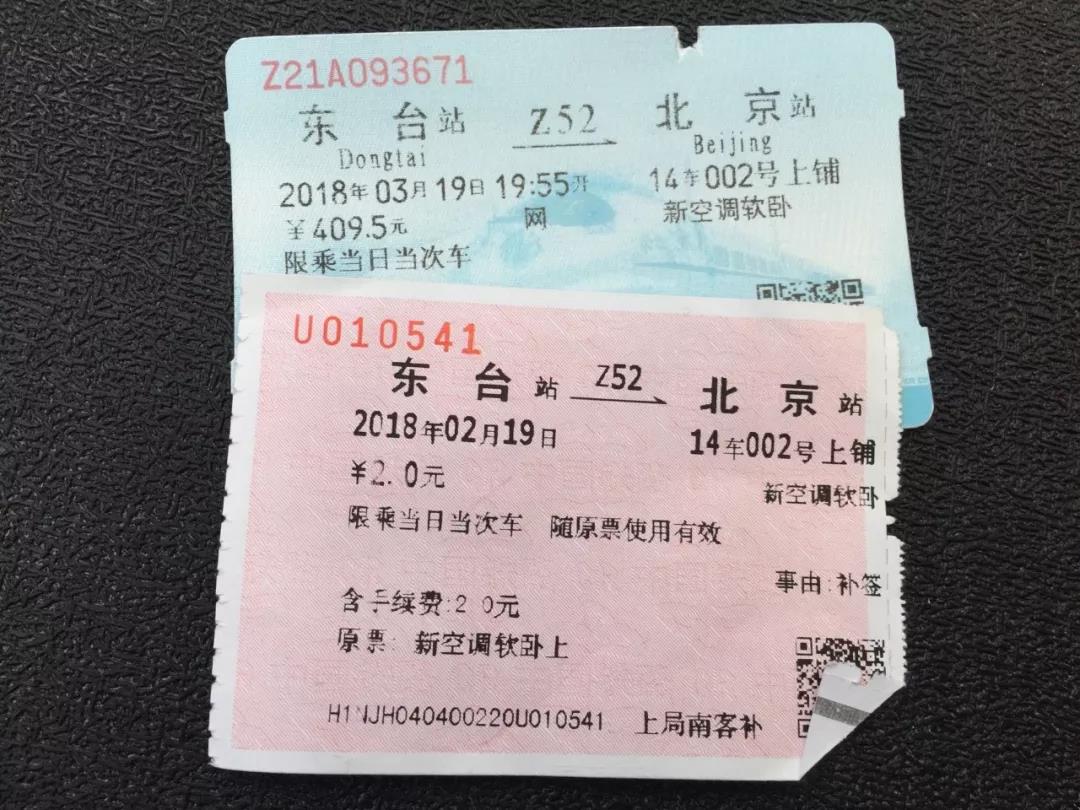 Z21A093671
东台站 Z52 北京站
Dongtai Beijing
2018年03月19日19:55开 14车002号上铺
¥409.5元 网 新空调软卧
限乘当日当次车
U010541
东台站 Z52 北京站
2018年02月19日 14车002号上铺
¥2.0元
新空调软卧
限乘当日当次车 随原票使用有效
事由:补签
含手续费:2 0元
原票: 新空调软卧上
H1NJH040400220U010541 上局南客补